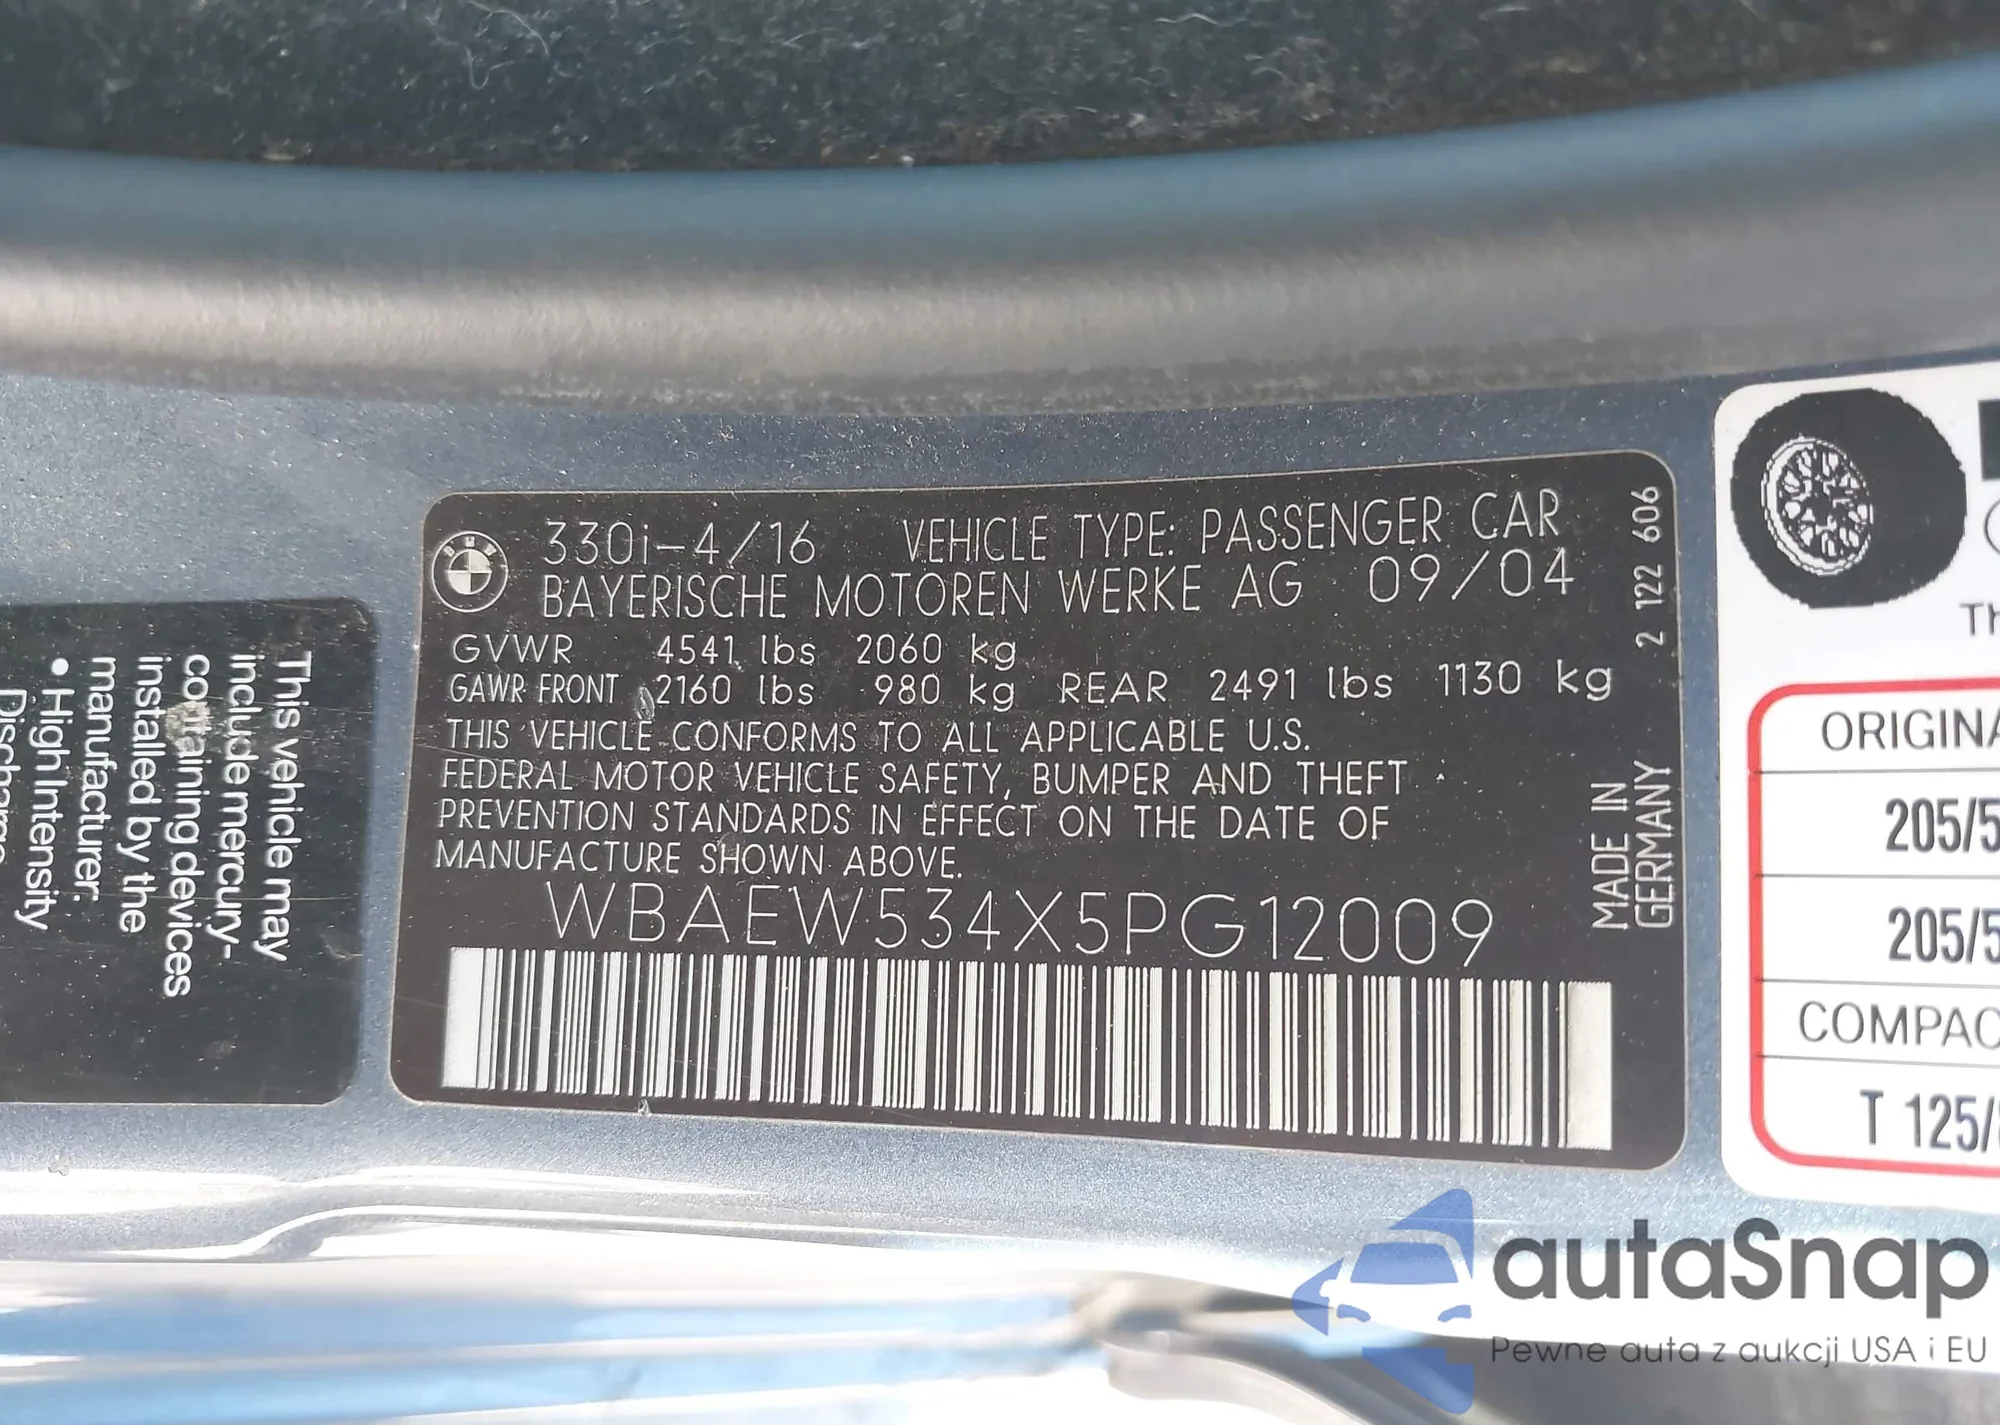 This vehicle may
include mercury-
containing devices
installed by the
manufacturer:
• High Intensity
BMW
330i-4/16 VEHICLE TYPE: PASSENGER CAR
BAYERISCHE MOTOREN WERKE AG 09/04
GVWR 4541 lbs 2060 kg
GAWR FRONT 2160 lbs 980 kg REAR 2491 lbs 1130 kg
THIS VEHICLE CONFORMS TO ALL APPLICABLE U.S.
FEDERAL MOTOR VEHICLE SAFETY, BUMPER AND THEFT
PREVENTION STANDARDS IN EFFECT ON THE DATE OF
MANUFACTURE SHOWN ABOVE.
WBAEW534X5PG12009
MADE IN
GERMANY
2 122 606
Th
ORIGINA
205/5
205/5
COMPAC
T 125/8
autaSnap
Pewne auta z aukcji USA i EU